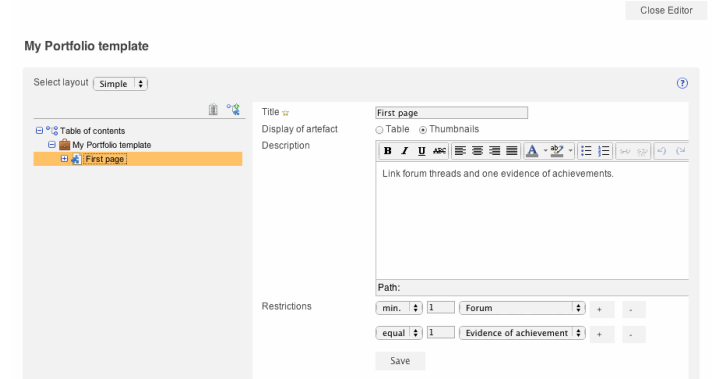 Close Editor
My Portfolio template
Select layout Simple
?
Title First page
Table of contents
Display of artefact Table Thumbnails
My Portfolio template
Description B I U ABC A ab
First page
Link forum threads and one evidence of achievements.
Path:
Restrictions min. 1 Forum + -
equal 1 Evidence of achievement + -
Save